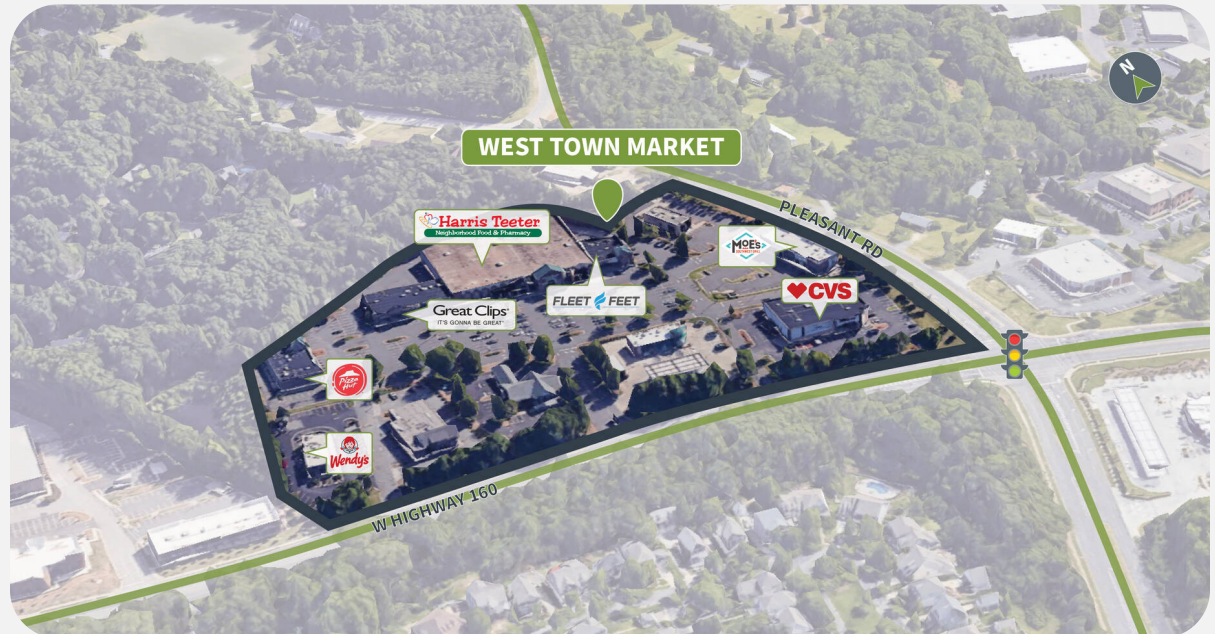 N
WEST TOWN MARKET
PLEASANT RD
Harris Teeter
Neighborhood Food & Pharmacy
MOE's
CVS
FLEET FEET
Great Clips
IT'S GONNA BE GREAT
Pizza
Hut
Wendy's
W HIGHWAY 160